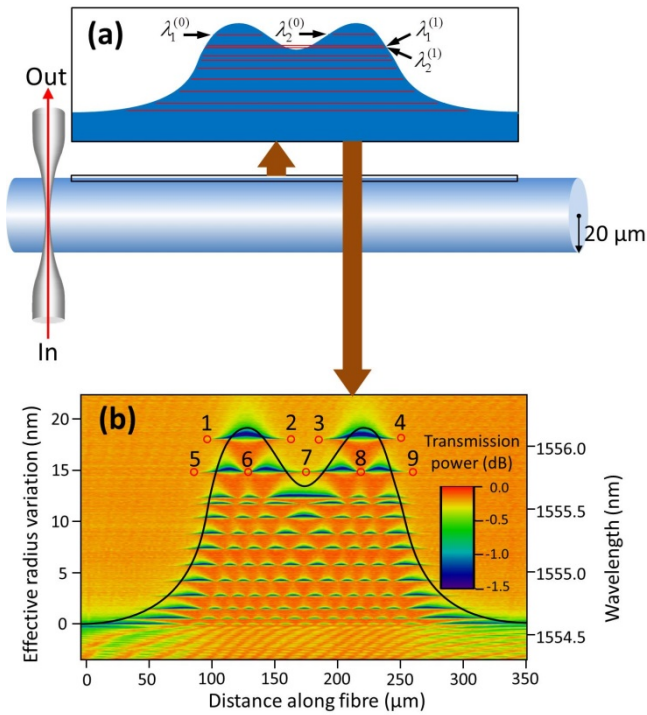 (a)
λ₁⁽⁰⁾ λ₂⁽⁰⁾ λ₁⁽¹⁾
λ₂⁽¹⁾
Out
20 µm
In
(b)
1 2 3 4
5 6 7 8 9
Transmission
power (dB)
0.0
-0.5
-1.0
-1.5
Effective radius variation (nm)
20
15
10
5
0
Wavelength (nm)
1556.0
1555.5
1555.0
1554.5
0 50 100 150 200 250 300 350
Distance along fibre (µm)